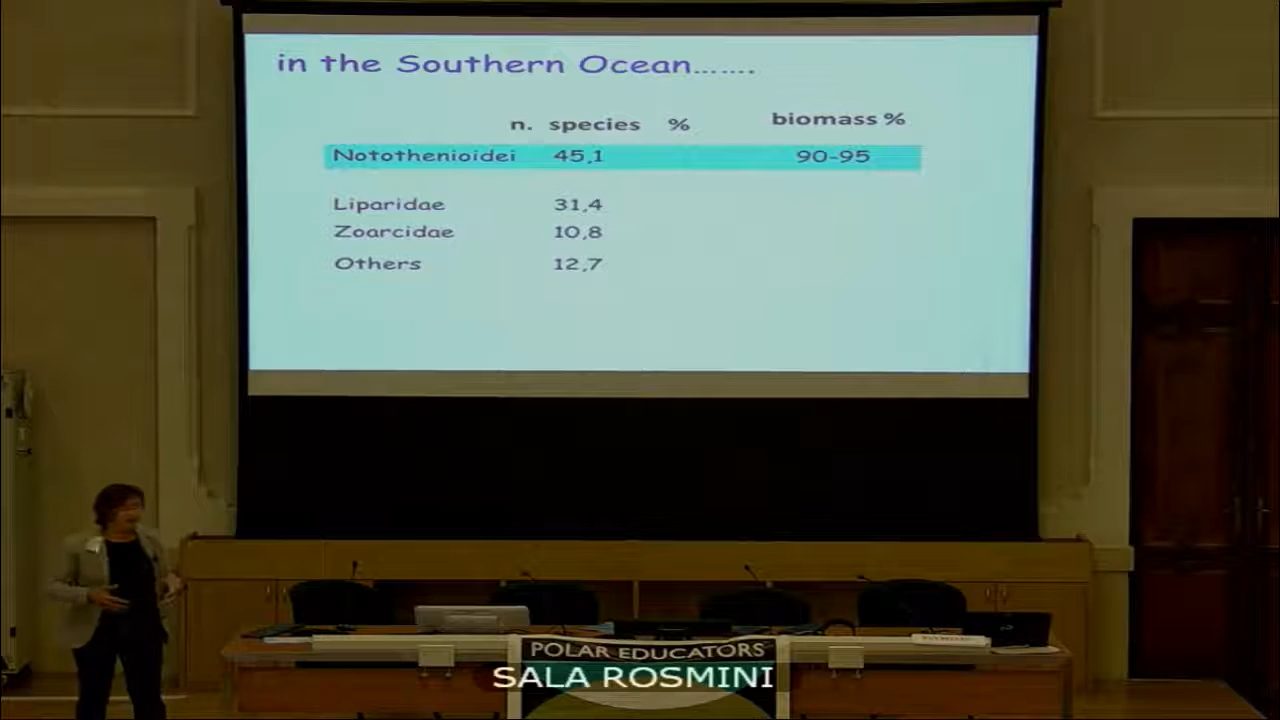 in the Southern Ocean.......
n. species % biomass %
Notothenioidei 45,1 90-95
Liparidae 31,4
Zoarcidae 10,8
Others 12,7
POLAR EDUCATORS
SALA ROSMINI